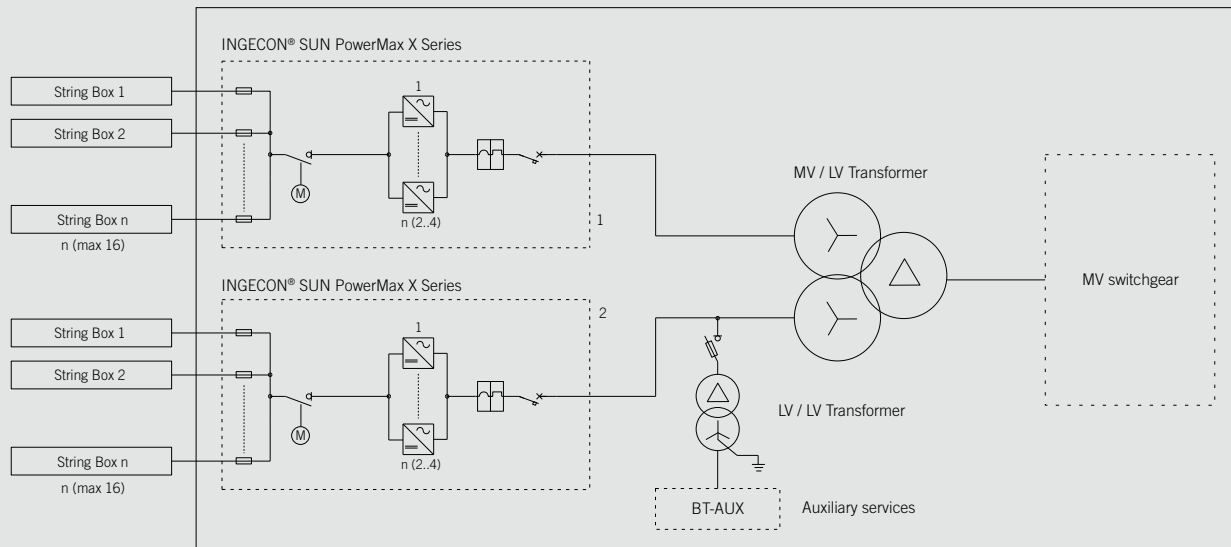 INGECON® SUN PowerMax X Series
String Box 1
String Box 2
String Box n
n (max 16)
1
M
n (2..4)
1
INGECON® SUN PowerMax X Series
String Box 1
String Box 2
String Box n
n (max 16)
1
M
n (2..4)
2
MV / LV Transformer
MV switchgear
LV / LV Transformer
BT-AUX
Auxiliary services